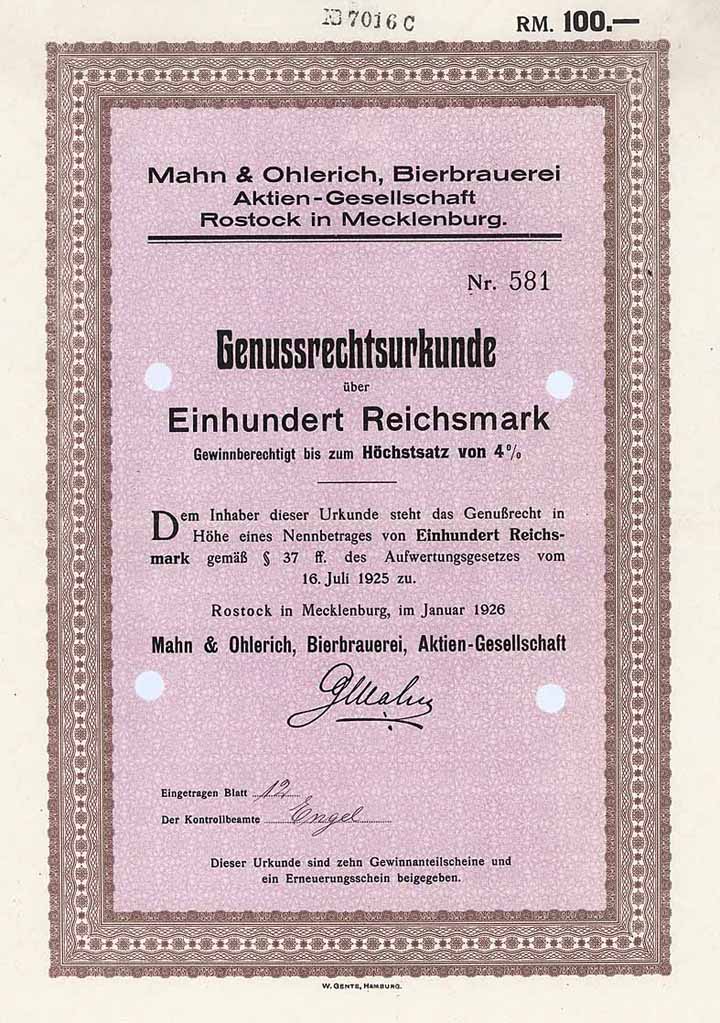 7016 C
RM. 100.—
Mahn & Ohlerich, Bierbrauerei
Aktien-Gesellschaft
Rostock in Mecklenburg.
Nr. 581
Genussrechtsurkunde
über
Einhundert Reichsmark
Gewinnberechtigt bis zum Höchstsatz von 4%
Dem Inhaber dieser Urkunde steht das Genußrecht in
Höhe eines Nennbetrages von Einhundert Reichs-
mark gemäß § 37 ff. des Aufwertungsgesetzes vom
16. Juli 1925 zu.
Rostock in Mecklenburg, im Januar 1926
Mahn & Ohlerich, Bierbrauerei, Aktien-Gesellschaft
GMahn
Eingetragen Blatt 12
Der Kontrollbeamte Engel
Dieser Urkunde sind zehn Gewinnanteilscheine und
ein Erneuerungsschein beigegeben.
W. Gente, Hamburg.